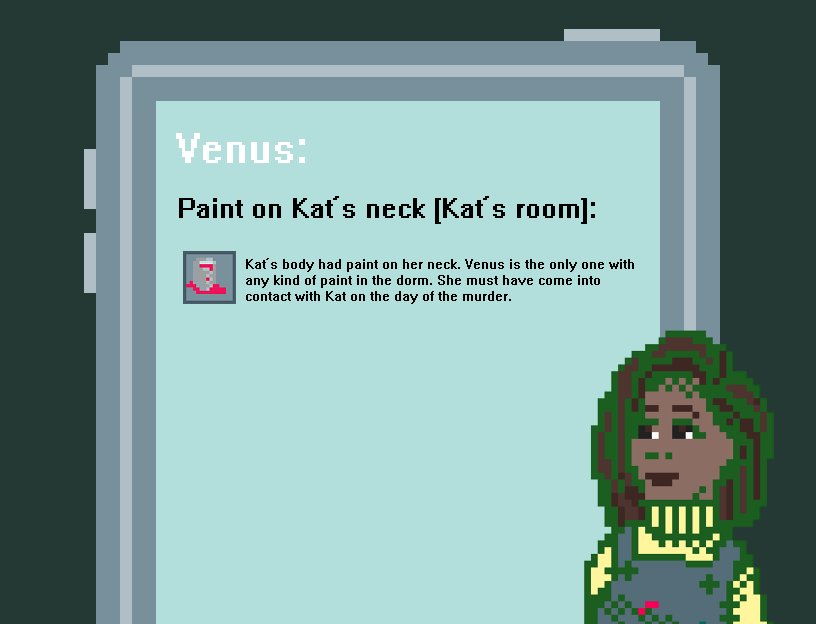 Venus:
Paint on Kat´s neck [Kat´s room]:
Kat´s body had paint on her neck. Venus is the only one with
any kind of paint in the dorm. She must have come into
contact with Kat on the day of the murder.